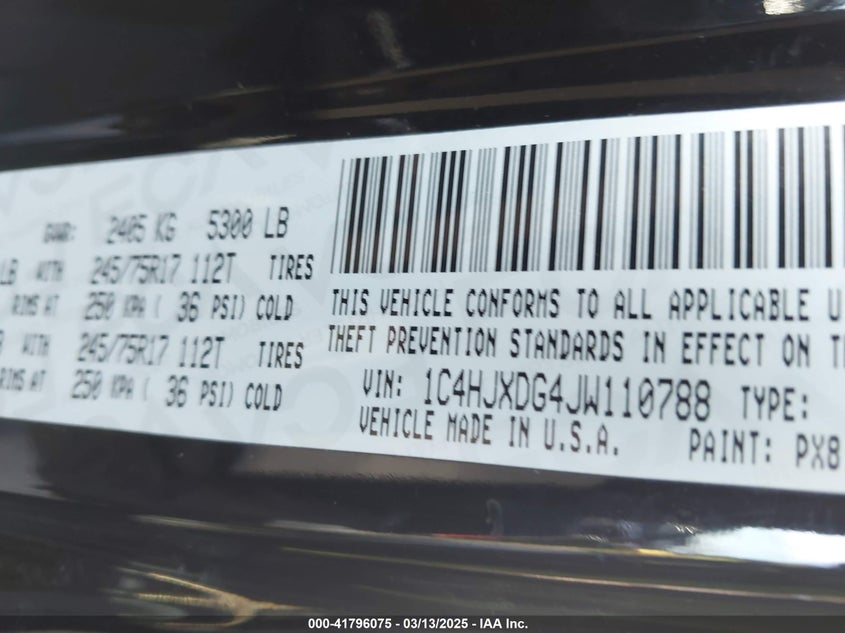 GVWR: 2405 KG 5300 LB
LB WITH 245/75R17 112T TIRES
RIMS AT 250 KPA ( 36 PSI) COLD
WITH 245/75R17 112T TIRES
RIMS AT 250 KPA ( 36 PSI) COLD
THIS VEHICLE CONFORMS TO ALL APPLICABLE U
THEFT PREVENTION STANDARDS IN EFFECT ON T
VIN: 1C4HJXDG4JW110788 TYPE:
VEHICLE MADE IN U.S.A. PAINT: PX8
000-41796075 — 03/13/2025 — IAA Inc.